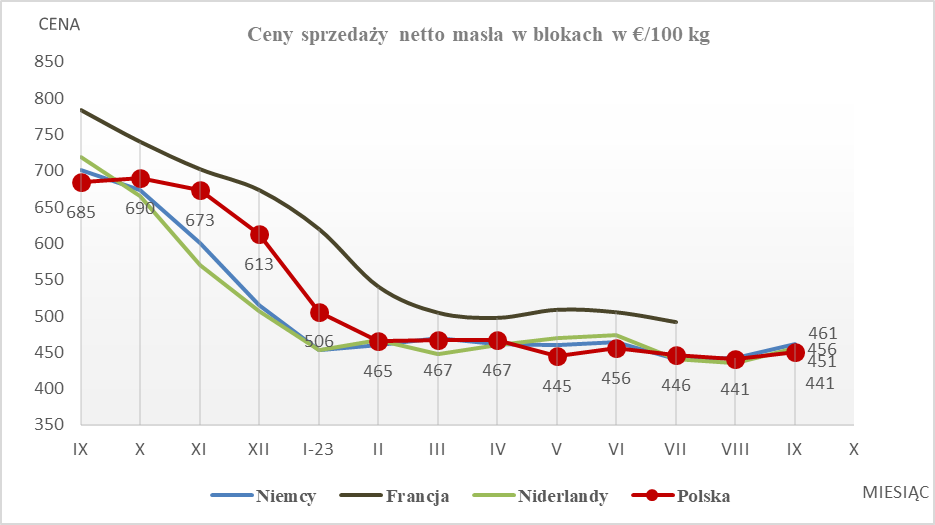 CENA
Ceny sprzedaży netto masła w blokach w €/100 kg
850
800
750
700
650
600
550
500
450
400
350
685
690
673
613
506
465
467
467
445
456
446
441
461
456
451
441
IX
X
XI
XII
I-23
II
III
IV
V
VI
VII
VIII
IX
X
MIESIĄC
Niemcy
Francja
Niderlandy
Polska